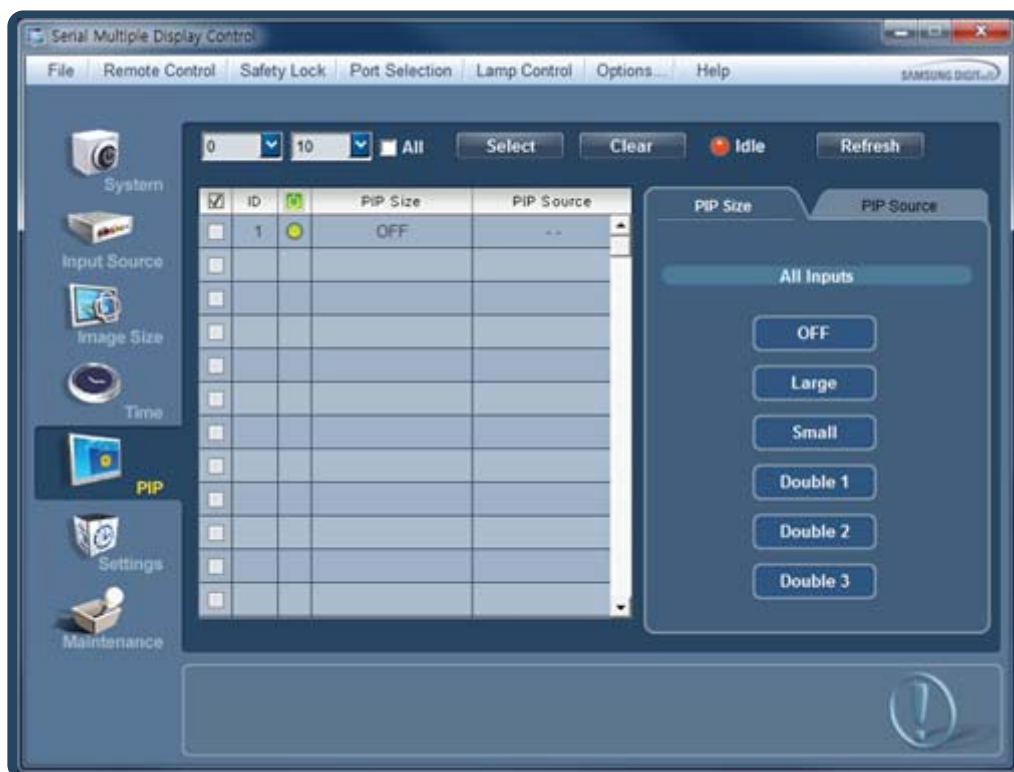 Serial Multiple Display Control
File Remote Control Safety Lock Port Selection Lamp Control Options... Help
0 10 All Select Clear Idle Refresh
System
Input Source
Image Size
Time
PIP
Settings
Maintenance
ID PIP Size PIP Source
1 OFF - -
PIP Size PIP Source
All Inputs
OFF
Large
Small
Double 1
Double 2
Double 3